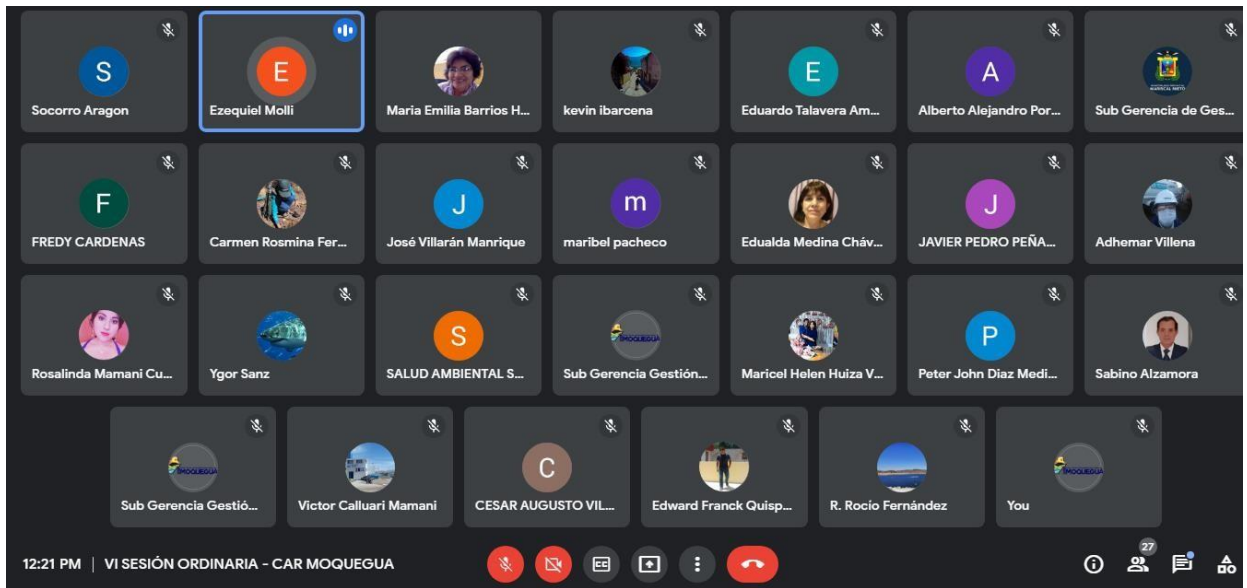 S
Socorro Aragon
E
Ezequiel Molli
Maria Emilia Barrios H...
kevin ibarcena
E
Eduardo Talavera Am...
A
Alberto Alejandro Por...
MARISCAL NIETO
Sub Gerencia de Ges...
F
FREDY CARDENAS
Carmen Rosmina Fer...
J
José Villarán Manrique
m
maribel pacheco
Edualda Medina Cháv...
J
JAVIER PEDRO PEÑA...
Adhemar Villena
Rosalinda Mamani Cu...
Ygor Sanz
S
SALUD AMBIENTAL S...
MOQUEGUA
Sub Gerencia Gestión...
Maricel Helen Huiza V...
P
Peter John Diaz Medi...
Sabino Alzamora
MOQUEGUA
Sub Gerencia Gestió...
Victor Calluari Mamani
C
CESAR AUGUSTO VIL...
Edward Franck Quisp...
R. Rocío Fernández
MOQUEGUA
You
12:21 PM | VI SESIÓN ORDINARIA - CAR MOQUEGUA
CC
27